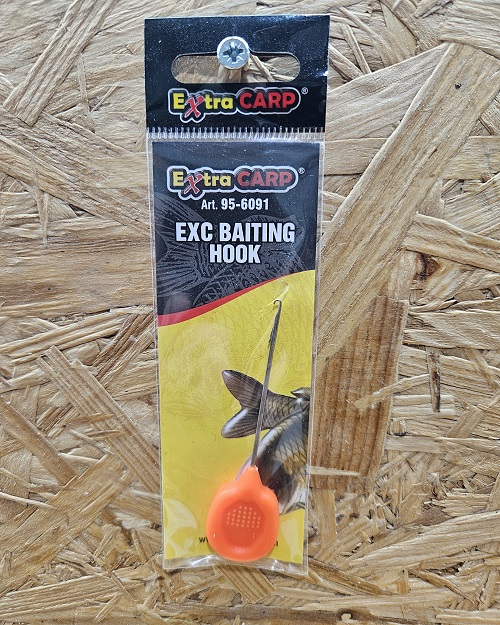 ExtraCARP®
ExtraCARP®
Art. 95-6091
EXC BAITING
HOOK